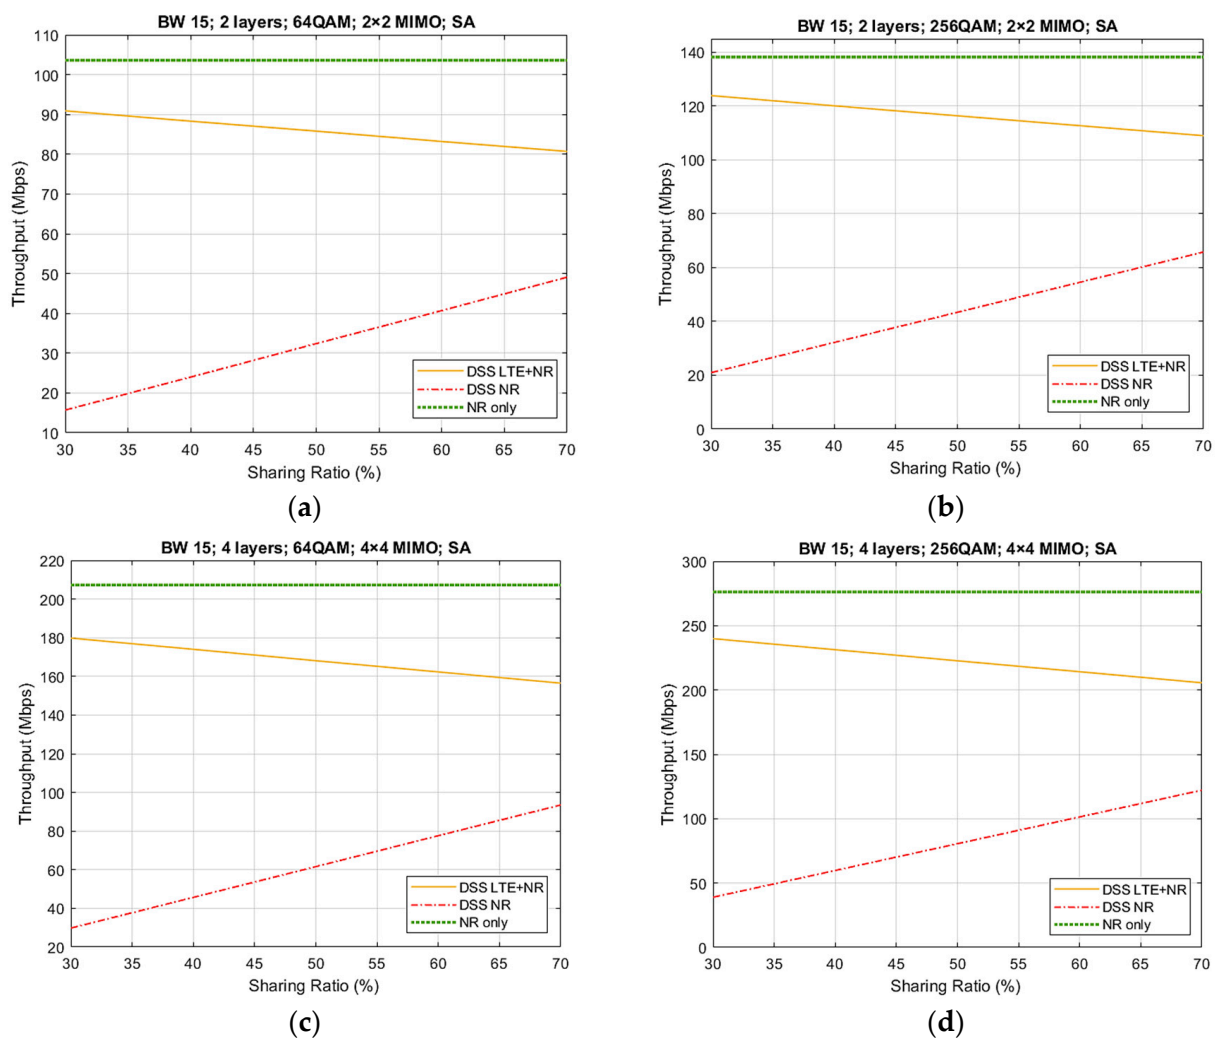 BW 15; 2 layers; 64QAM; 2×2 MIMO; SA
110
100
90
80
70
60
50
40
30
20
10
Throughput (Mbps)
DSS LTE+NR
DSS NR
NR only
30 35 40 45 50 55 60 65 70
Sharing Ratio (%)
(a)
BW 15; 2 layers; 256QAM; 2×2 MIMO; SA
140
120
100
80
60
40
20
0
Throughput (Mbps)
DSS LTE+NR
DSS NR
NR only
30 35 40 45 50 55 60 65 70
Sharing Ratio (%)
(b)
BW 15; 4 layers; 64QAM; 4×4 MIMO; SA
220
200
180
160
140
120
100
80
60
40
20
Throughput (Mbps)
DSS LTE+NR
DSS NR
NR only
30 35 40 45 50 55 60 65 70
Sharing Ratio (%)
(c)
BW 15; 4 layers; 256QAM; 4×4 MIMO; SA
300
250
200
150
100
50
0
Throughput (Mbps)
DSS LTE+NR
DSS NR
NR only
30 35 40 45 50 55 60 65 70
Sharing Ratio (%)
(d)